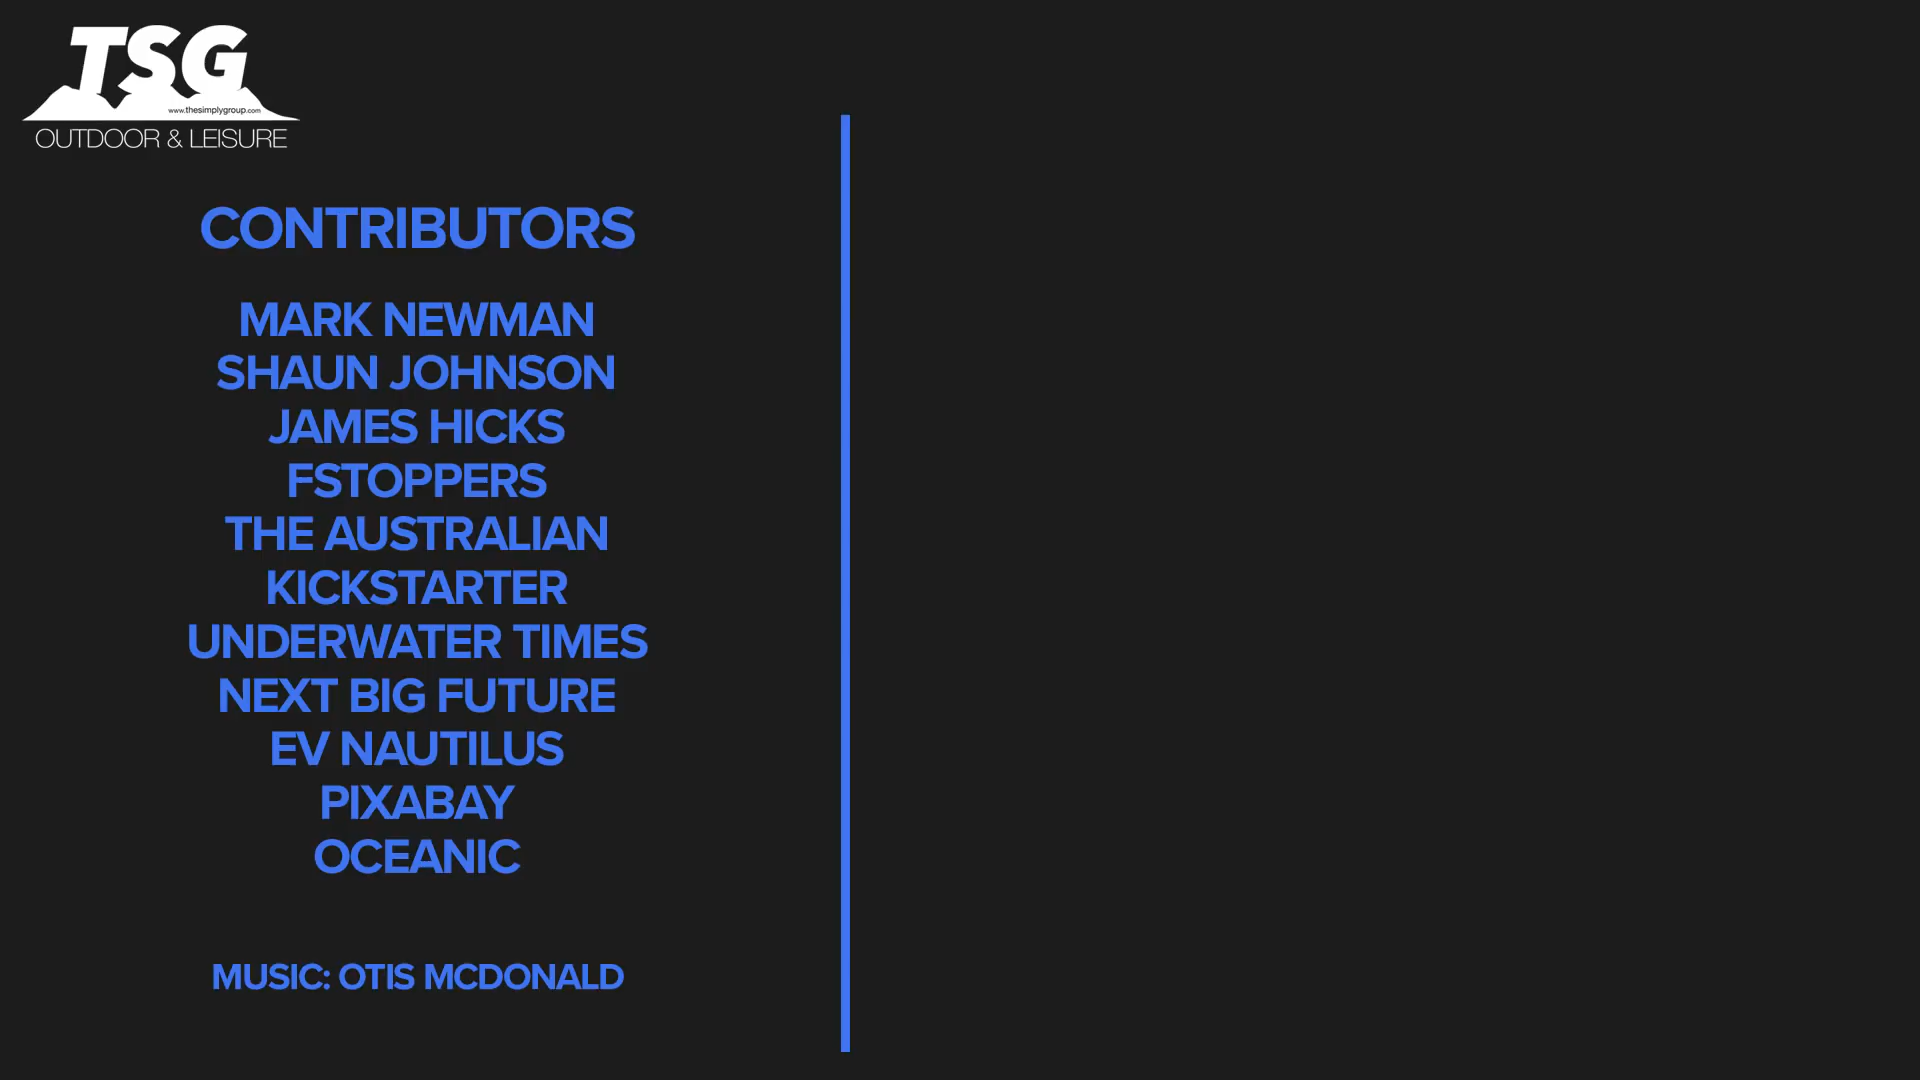 TSG
www.thesimplygroup.com
OUTDOOR & LEISURE
CONTRIBUTORS
MARK NEWMAN
SHAUN JOHNSON
JAMES HICKS
FSTOPPERS
THE AUSTRALIAN
KICKSTARTER
UNDERWATER TIMES
NEXT BIG FUTURE
EV NAUTILUS
PIXABAY
OCEANIC
MUSIC: OTIS MCDONALD